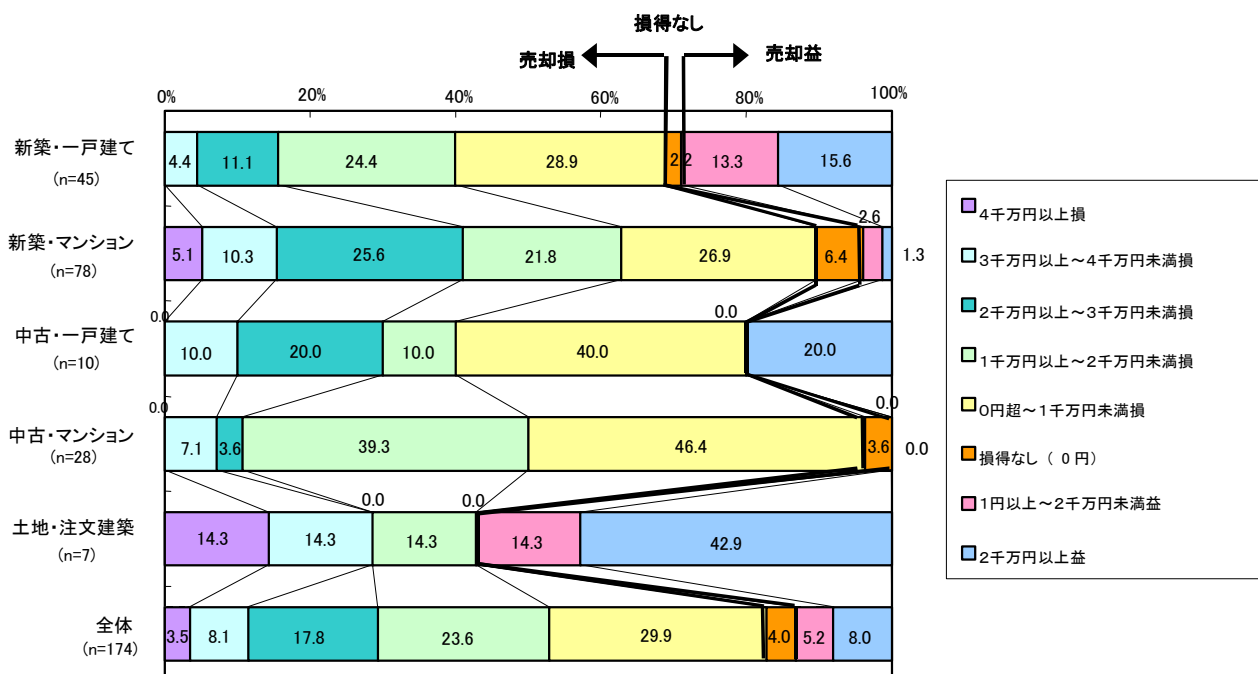 損得なし
売却損
売却益
0%
20%
40%
60%
80%
100%
新築・一戸建て
(n=45)
4.4
11.1
24.4
28.9
2.2
13.3
15.6
新築・マンション
(n=78)
5.1
10.3
25.6
21.8
26.9
6.4
2.6
1.3
中古・一戸建て
(n=10)
0.0
10.0
20.0
10.0
40.0
0.0
20.0
中古・マンション
(n=28)
0.0
7.1
3.6
39.3
46.4
3.6
0.0
0.0
土地・注文建築
(n=7)
14.3
14.3
0.0
14.3
0.0
14.3
42.9
全体
(n=174)
3.5
8.1
17.8
23.6
29.9
4.0
5.2
8.0
4千万円以上損
3千万円以上～4千万円未満損
2千万円以上～3千万円未満損
1千万円以上～2千万円未満損
0円超～1千万円未満損
損得なし（ 0 円）
1円以上～2千万円未満益
2千万円以上益